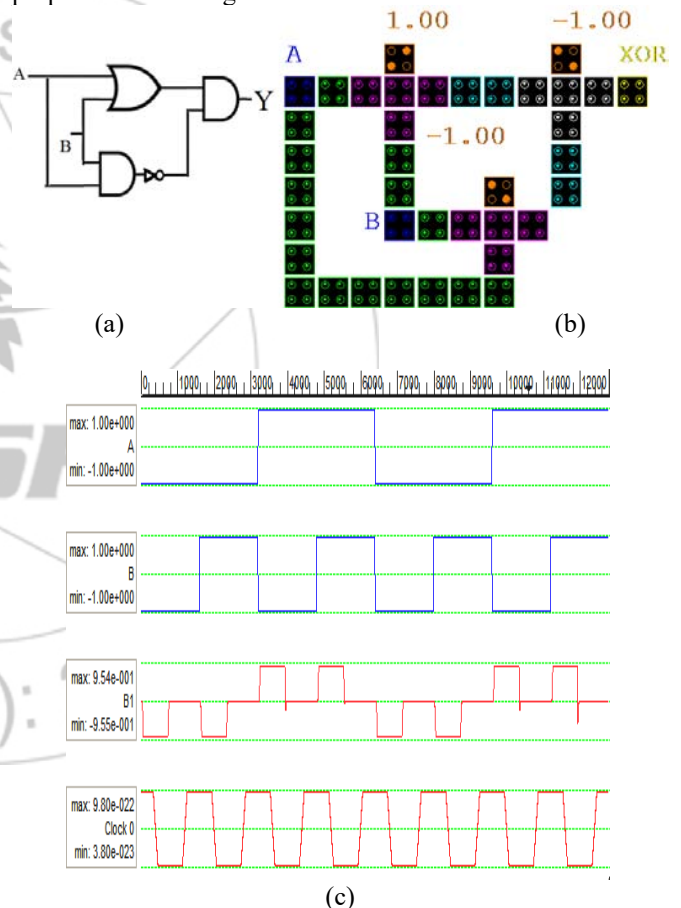 1.00 -1.00
A XOR
A
Y
-1.00
B
B
(a) (b)
0 1000 2000 3000 4000 5000 6000 7000 8000 9000 10000 11000 12000
max: 1.00e+000
A
min: -1.00e+000
max: 1.00e+000
B
min: -1.00e+000
max: 9.54e-001
B1
min: -9.55e-001
max: 9.80e-022
Clock 0
min: 3.80e-023
(c)